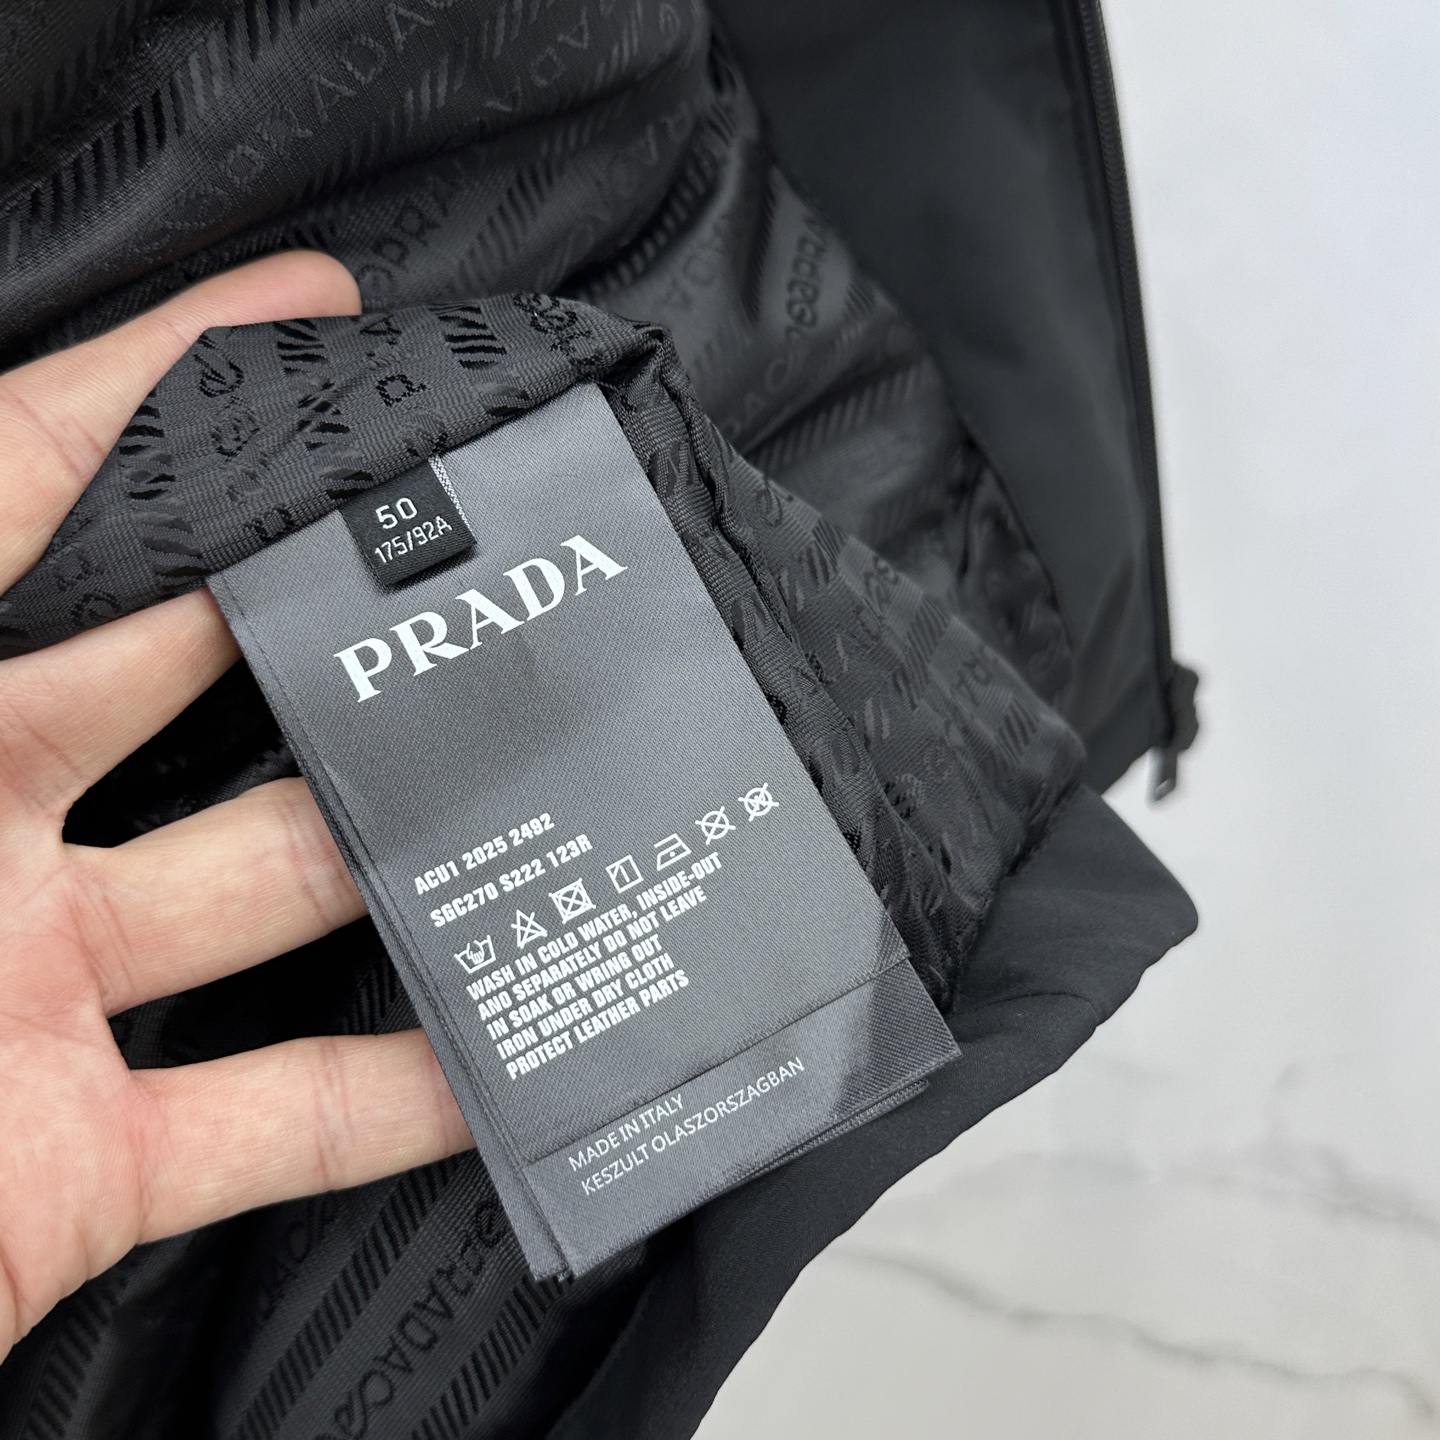 50
175/92A
PRADA
ACU1 2025 2492
SGC270 S222 123R
WASH IN COLD WATER, INSIDE-OUT
AND SEPARATELY DO NOT LEAVE
IN SOAK OR WRING OUT
IRON UNDER DRY CLOTH
PROTECT LEATHER PARTS
MADE IN ITALY
KESZULT OLASZORSZAGBAN